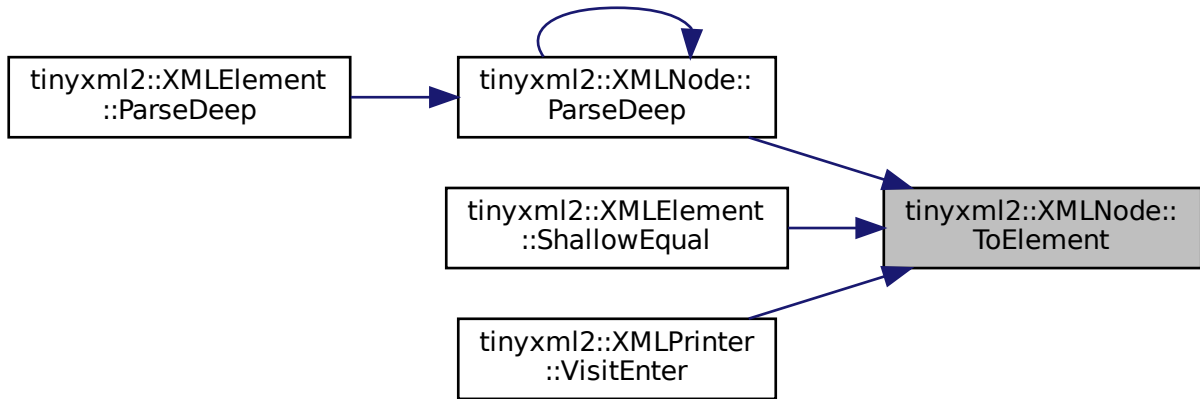 tinyxml2::XMLElement
::ParseDeep
tinyxml2::XMLNode::
ParseDeep
tinyxml2::XMLElement
::ShallowEqual
tinyxml2::XMLNode::
ToElement
tinyxml2::XMLPrinter
::VisitEnter